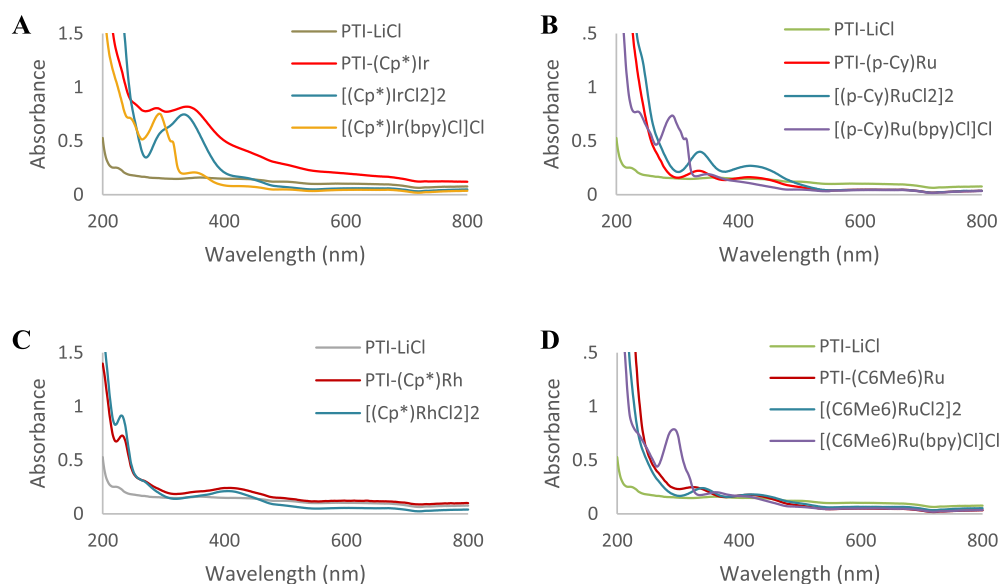 A
1.5
1
0.5
0
Absorbance
200 400 600 800
Wavelength (nm)
PTI-LiCl
PTI-(Cp*)Ir
[(Cp*)IrCl2]2
[(Cp*)Ir(bpy)Cl]Cl
B
1.5
1
0.5
0
Absorbance
200 400 600 800
Wavelength (nm)
PTI-LiCl
PTI-(p-Cy)Ru
[(p-Cy)RuCl2]2
[(p-Cy)Ru(bpy)Cl]Cl
C
1.5
1
0.5
0
Absorbance
200 400 600 800
Wavelength (nm)
PTI-LiCl
PTI-(Cp*)Rh
[(Cp*)RhCl2]2
D
.5
1
0.5
0
Absorbance
200 400 600 800
Wavelength (nm)
PTI-LiCl
PTI-(C6Me6)Ru
[(C6Me6)RuCl2]2
[(C6Me6)Ru(bpy)Cl]Cl